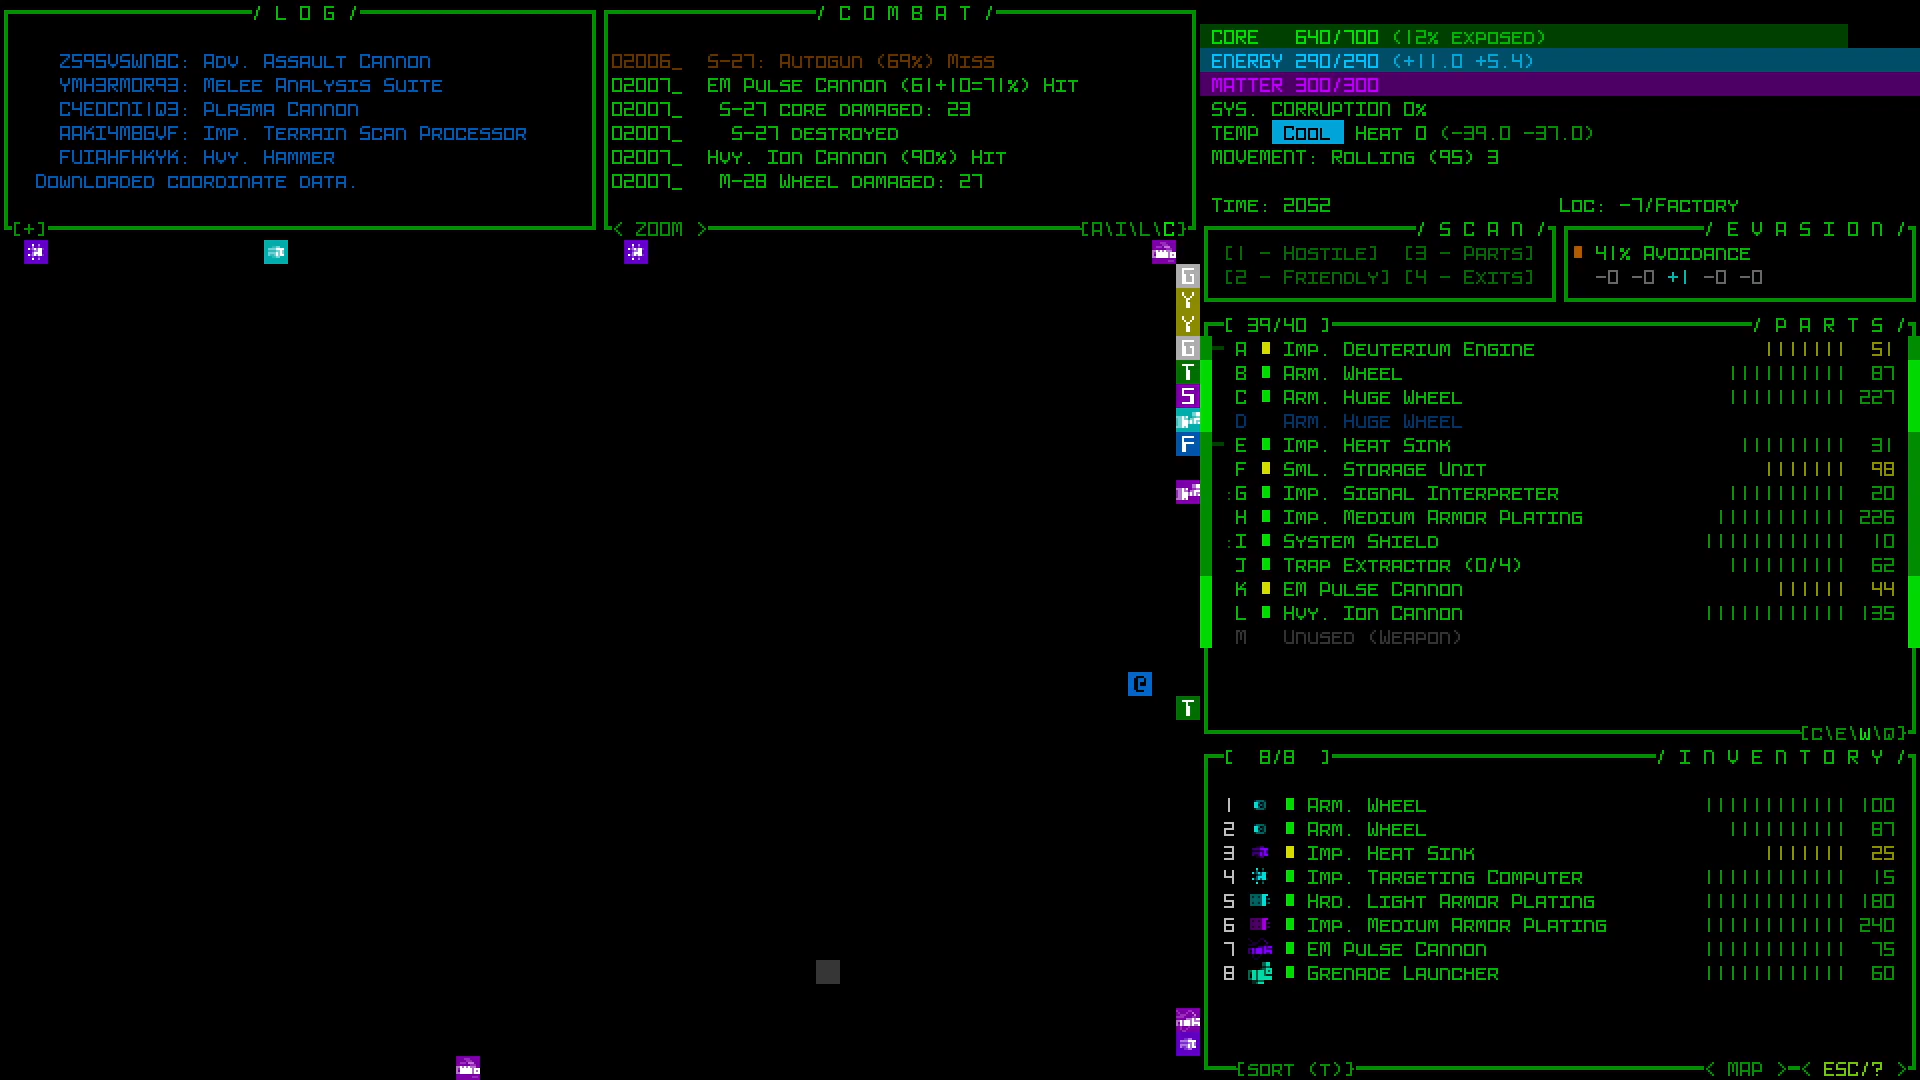 / L O G /
ZS95VSWN8C: Adv. Assault Cannon
YMH3RMOR93: Melee Analysis Suite
C4EOCNI1Q3: Plasma Cannon
AAKI4M8GVF: Imp. Terrain Scan Processor
FUIAHFHKYK: Hvy. Hammer
Downloaded coordinate data.
[+]
/ C O M B A T /
02006_ S-27: Autogun (69%) Miss
02007_ EM Pulse Cannon (61+10=71%) Hit
02007_ S-27 core damaged: 23
02007_ S-27 destroyed
02007_ Hvy. Ion Cannon (90%) Hit
02007_ M-28 Wheel damaged: 27
< Zoom >
[A\I\L\C]
Core 640/700 (12% exposed)
Energy 290/290 (+11.0 +5.4)
Matter 300/300
Sys. Corruption 0%
Temp Cool Heat 0 (-39.0 -37.0)
Movement: Rolling (95) 3
Time: 2052
Loc: -7/Factory
/ S C A N /
[1 - Hostile] [3 - Parts]
[2 - Friendly] [4 - Exits]
/ E V A S I O N /
41% Avoidance
-0 -0 +1 -0 -0
G
Y
Y
G
T
S
F
@
T
[ 39/40 ] / P A R T S /
A Imp. Deuterium Engine 51
B Arm. Wheel 87
C Arm. Huge Wheel 227
D Arm. Huge Wheel
E Imp. Heat Sink 31
F Sml. Storage Unit 98
:G Imp. Signal Interpreter 20
H Imp. Medium Armor Plating 226
:I System Shield 10
J Trap Extractor (0/4) 62
K EM Pulse Cannon 44
L Hvy. Ion Cannon 135
M Unused (Weapon)
[C\E\W\Q]
[ 8/8 ] / I N V E N T O R Y /
1 Arm. Wheel 100
2 Arm. Wheel 87
3 Imp. Heat Sink 25
4 Imp. Targeting Computer 15
5 Hrd. Light Armor Plating 180
6 Imp. Medium Armor Plating 240
7 EM Pulse Cannon 75
8 Grenade Launcher 60
[Sort (T)]
< Map >
< Esc/? >